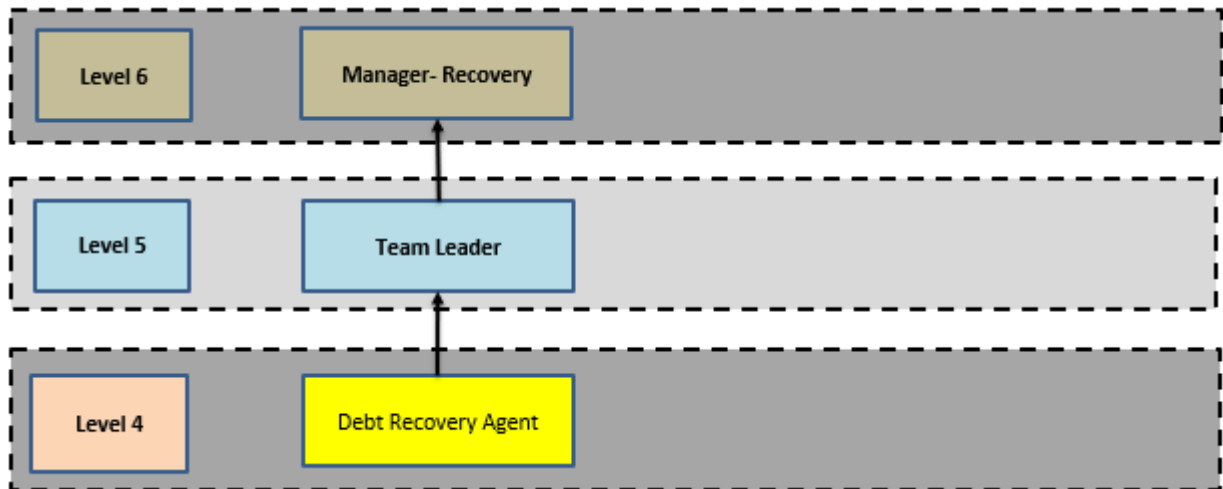 Level 6
Manager- Recovery
Level 5
Team Leader
Level 4
Debt Recovery Agent